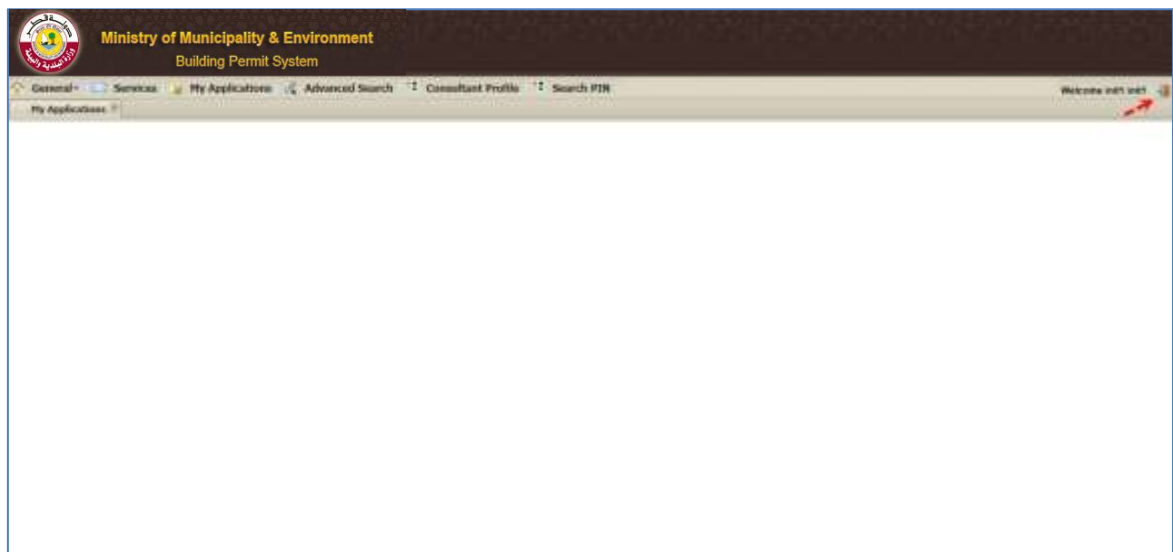 Ministry of Municipality & Environment
Building Permit System
General Services My Applications Advanced Search Consultant Profile Search PIN
Welcome
My Applications